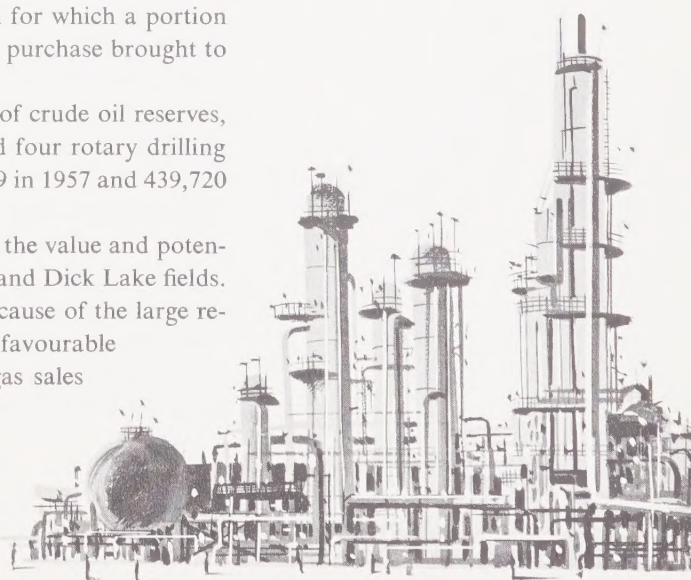 for which a portion
purchase brought to
of crude oil reserves,
four rotary drilling
9 in 1957 and 439,720
the value and poten-
and Dick Lake fields.
cause of the large re-
favourable
gas sales